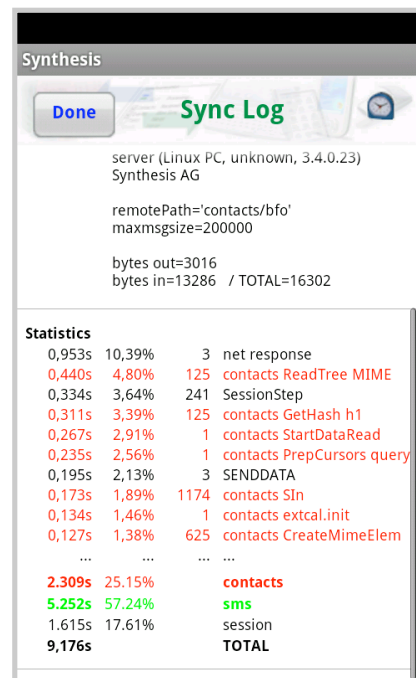 Synthesis
Done
Sync Log
server (Linux PC, unknown, 3.4.0.23)
Synthesis AG
remotePath='contacts/bfo'
maxmsgsize=200000
bytes out=3016
bytes in=13286 / TOTAL=16302
Statistics
0,953s 10,39% 3 net response
0,440s 4,80% 125 contacts ReadTree MIME
0,334s 3,64% 241 SessionStep
0,311s 3,39% 125 contacts GetHash h1
0,267s 2,91% 1 contacts StartDataRead
0,235s 2,56% 1 contacts PrepCursors query
0,195s 2,13% 3 SENDDATA
0,173s 1,89% 1174 contacts SIn
0,134s 1,46% 1 contacts extcal.init
0,127s 1,38% 625 contacts CreateMimeElem
... ... ... ...
2.309s 25.15% contacts
5.252s 57.24% sms
1.615s 17.61% session
9,176s TOTAL